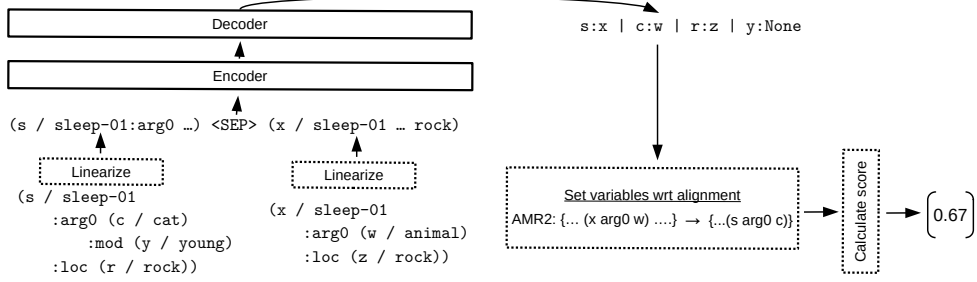 Decoder
Encoder
(s / sleep-01:arg0 …) <SEP> (x / sleep-01 … rock)
Linearize
(s / sleep-01
:arg0 (c / cat)
:mod (y / young)
:loc (r / rock))
Linearize
(x / sleep-01
:arg0 (w / animal)
:loc (z / rock))
s:x | c:w | r:z | y:None
Set variables wrt alignment
AMR2: {... (x arg0 w) ....} → {...(s arg0 c)}
Calculate score
0.67